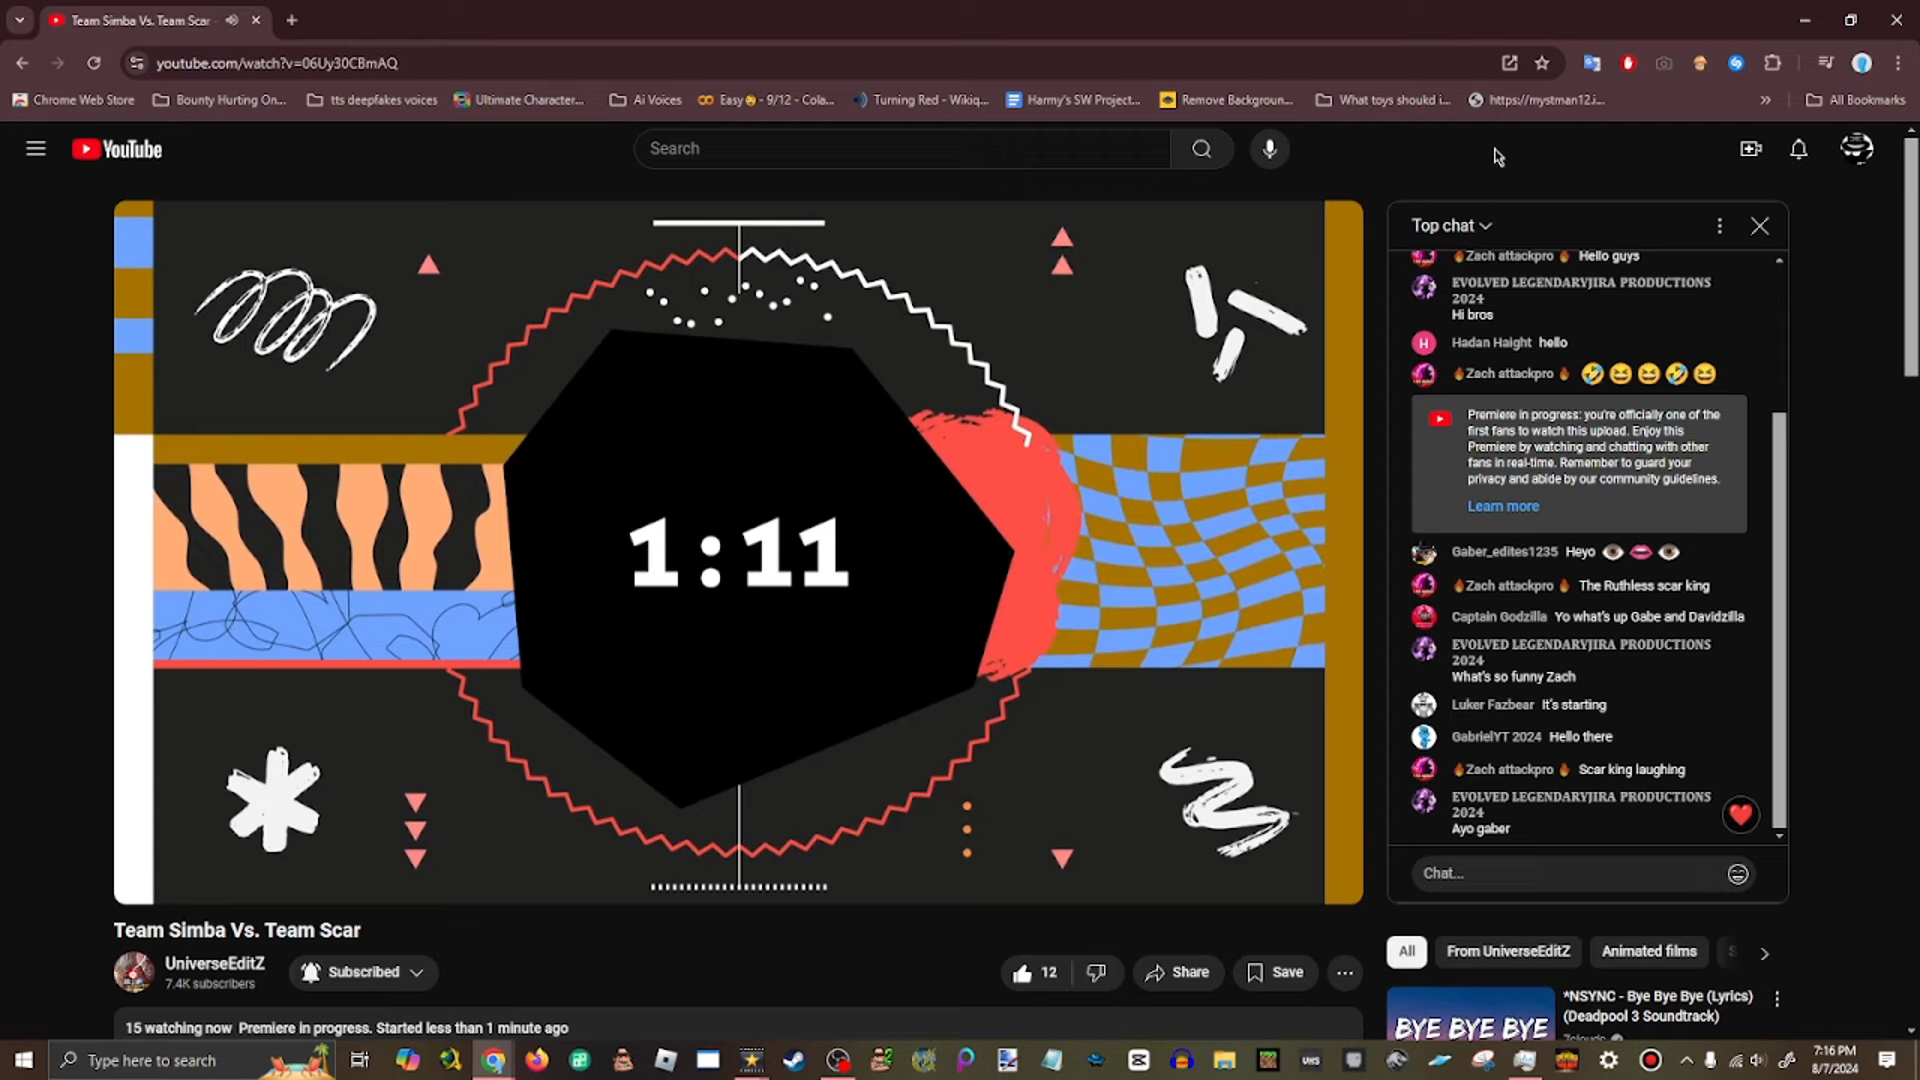 Team Simba Vs. Team Scar
youtube.com/watch?v=06Uy30CBmAQ
Chrome Web Store
Bounty Hurting On...
tts deepfakes voices
Ultimate Character...
Ai Voices
Easy - 9/12 - Cola...
Turning Red - Wikiq...
Harmy's SW Project...
Remove Backgroun...
What toys shoukd i...
https://mystman12.i...
All Bookmarks
YouTube
Search
1:11
Top chat
🔥Zach attackpro 🔥 Hello guys
EVOLVED LEGENDARYJIRA PRODUCTIONS
2024
Hi bros
H
Hadan Haight hello
🔥Zach attackpro 🔥 🤣😆😆🤣😆
Premiere in progress: you're officially one of the
first fans to watch this upload. Enjoy this
Premiere by watching and chatting with other
fans in real-time. Remember to guard your
privacy and abide by our community guidelines.
Learn more
Gaber_edites1235 Heyo 👁️👄👁️
🔥Zach attackpro 🔥 The Ruthless scar king
Captain Godzilla Yo what's up Gabe and Davidzilla
EVOLVED LEGENDARYJIRA PRODUCTIONS
2024
What's so funny Zach
Luker Fazbear It's starting
GabrielYT 2024 Hello there
🔥Zach attackpro 🔥 Scar king laughing
EVOLVED LEGENDARYJIRA PRODUCTIONS
2024
Ayo gaber
Chat...
Team Simba Vs. Team Scar
UniverseEditZ
7.4K subscribers
Subscribed
12
Share
Save
15 watching now Premiere in progress. Started less than 1 minute ago
All
From UniverseEditZ
Animated films
BYE BYE BYE
*NSYNC - Bye Bye Bye (Lyrics)
(Deadpool 3 Soundtrack)
Type here to search
VHS
7:16 PM
8/7/2024